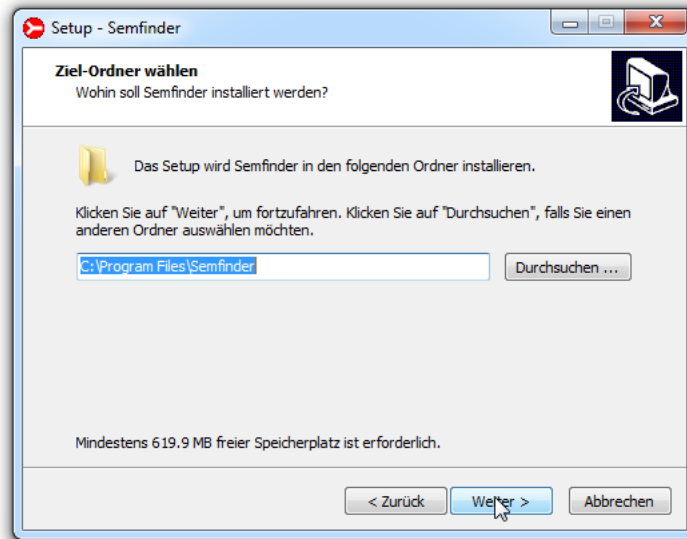 Setup - Semfinder
Ziel-Ordner wählen
Wohin soll Semfinder installiert werden?
Das Setup wird Semfinder in den folgenden Ordner installieren.
Klicken Sie auf "Weiter", um fortzufahren. Klicken Sie auf "Durchsuchen", falls Sie einen
anderen Ordner auswählen möchten.
C:\Program Files\Semfinder
Durchsuchen ...
Mindestens 619.9 MB freier Speicherplatz ist erforderlich.
< Zurück
Weiter >
Abbrechen